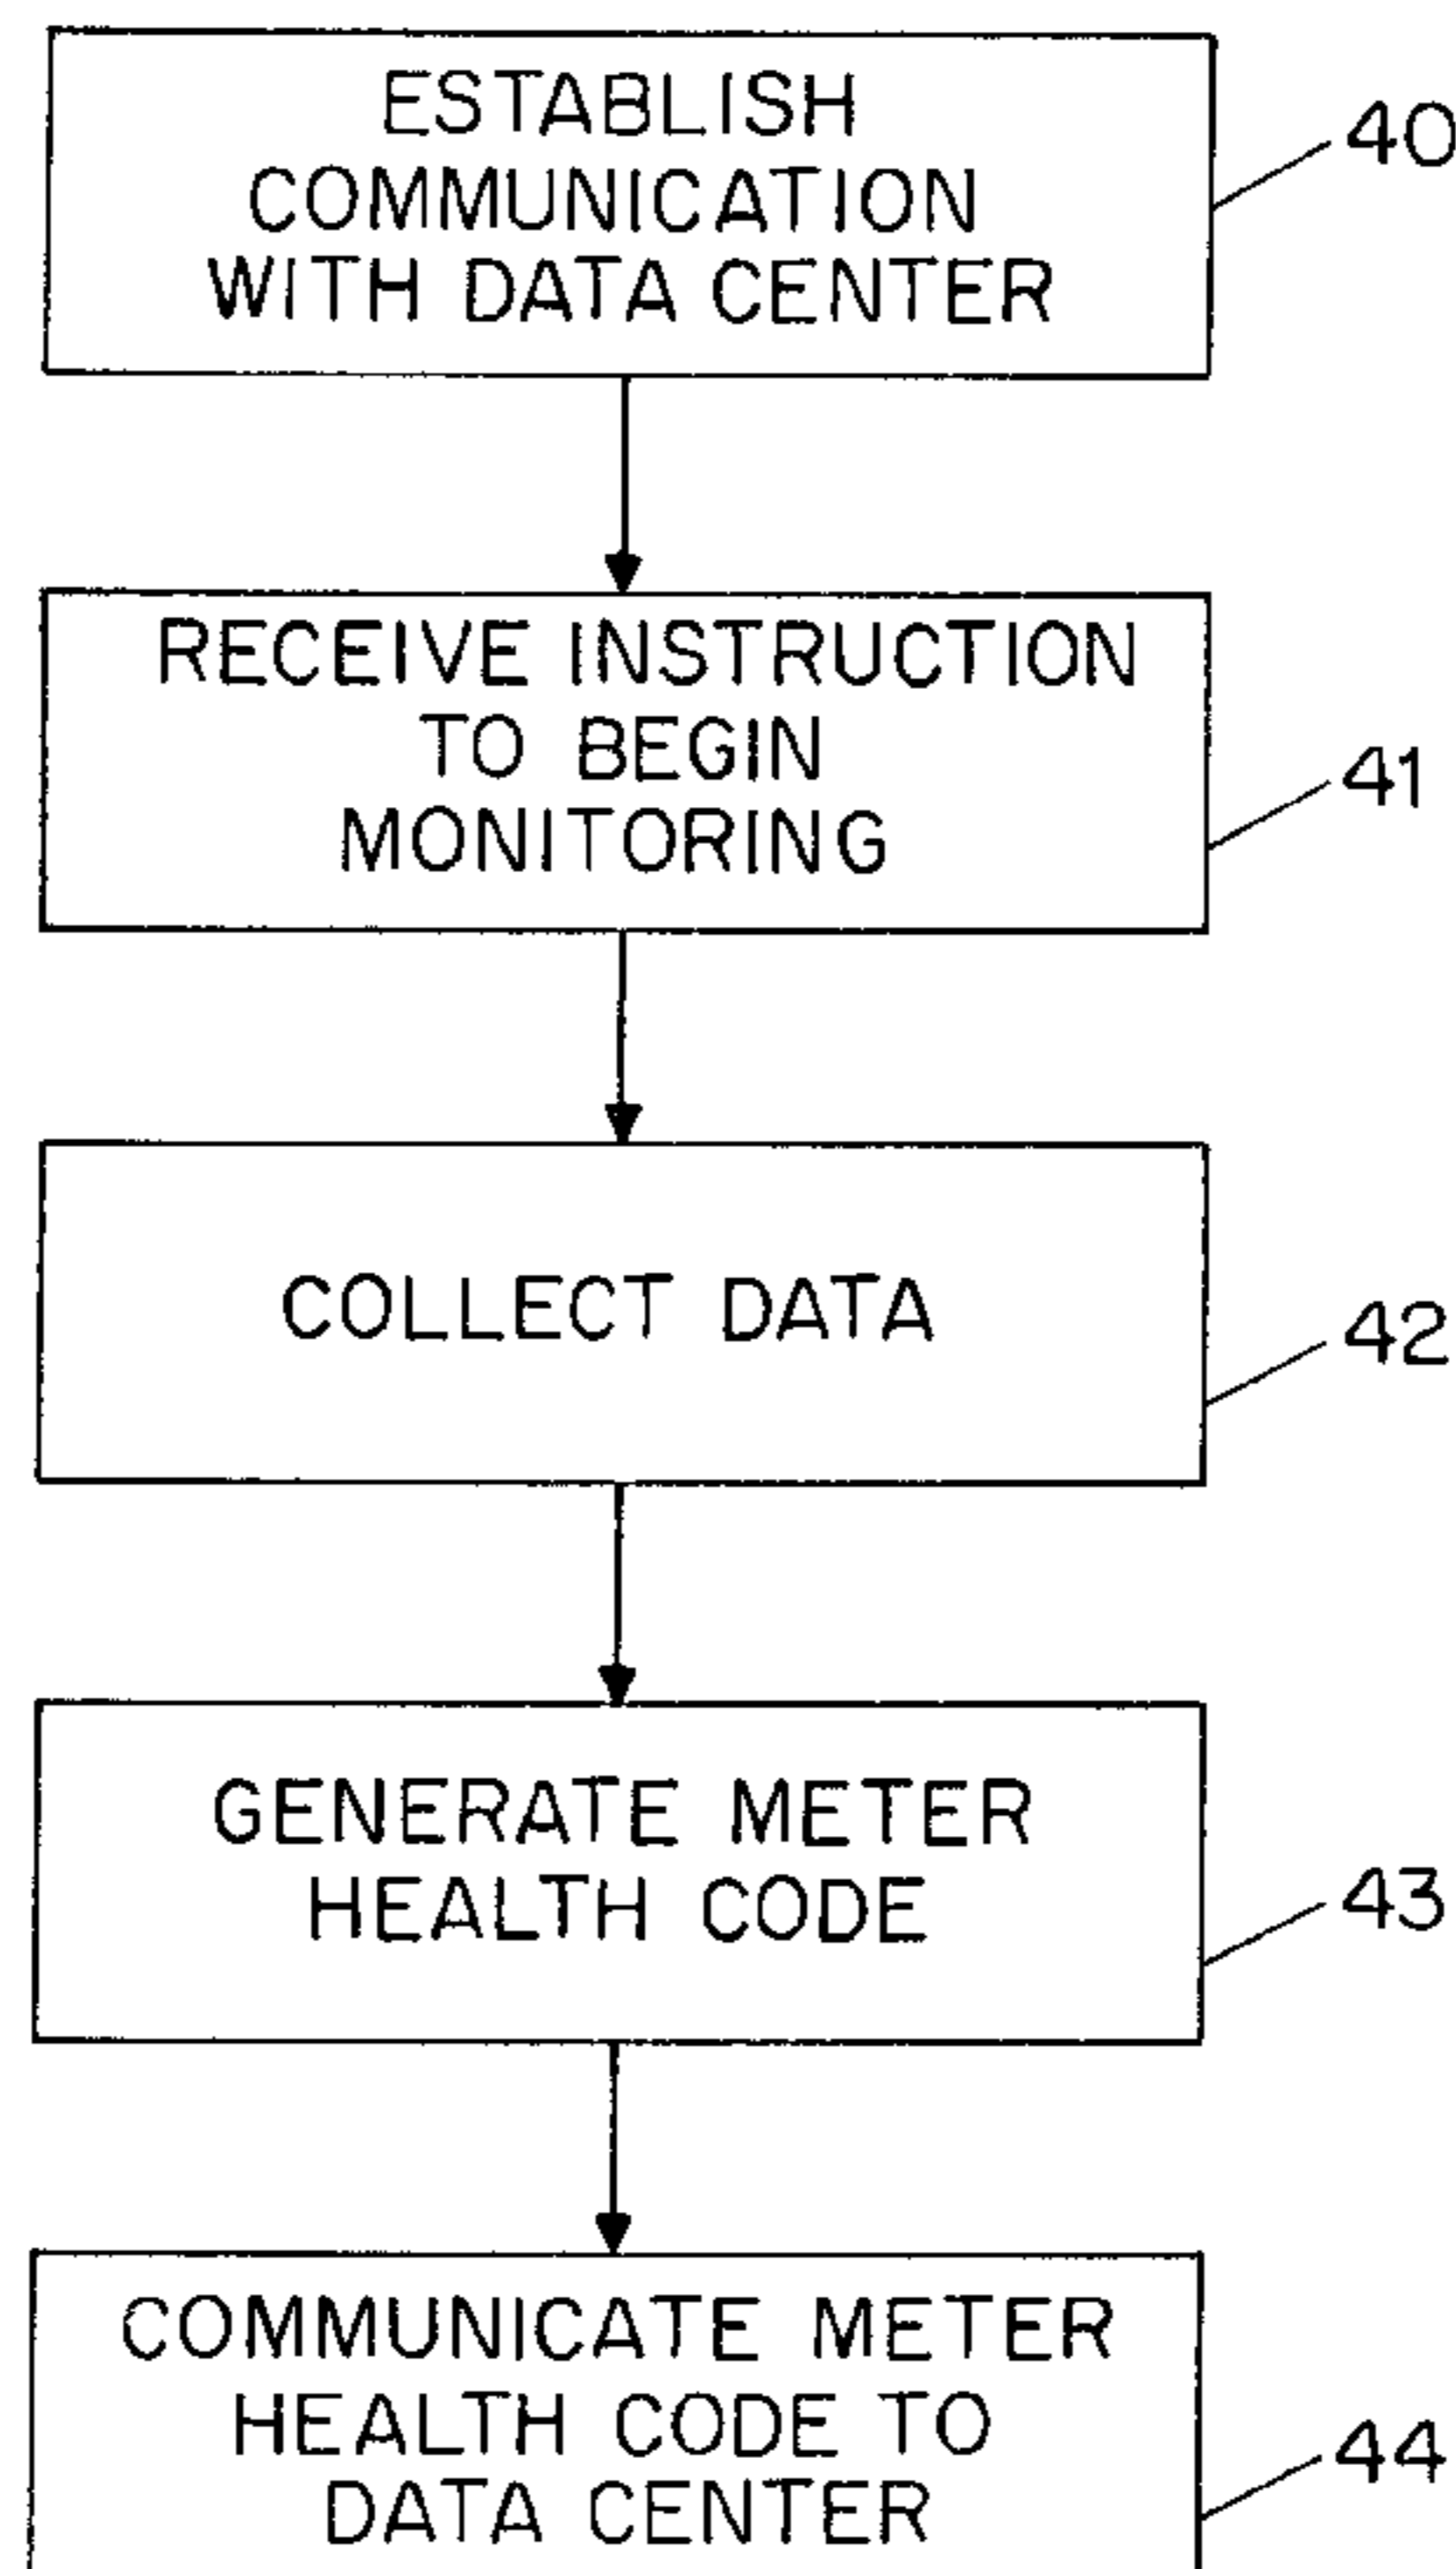 ESTABLISH
COMMUNICATION
WITH DATA CENTER
40
RECEIVE INSTRUCTION
TO BEGIN
MONITORING
41
COLLECT DATA
42
GENERATE METER
HEALTH CODE
43
COMMUNICATE METER
HEALTH CODE TO
DATA CENTER
44